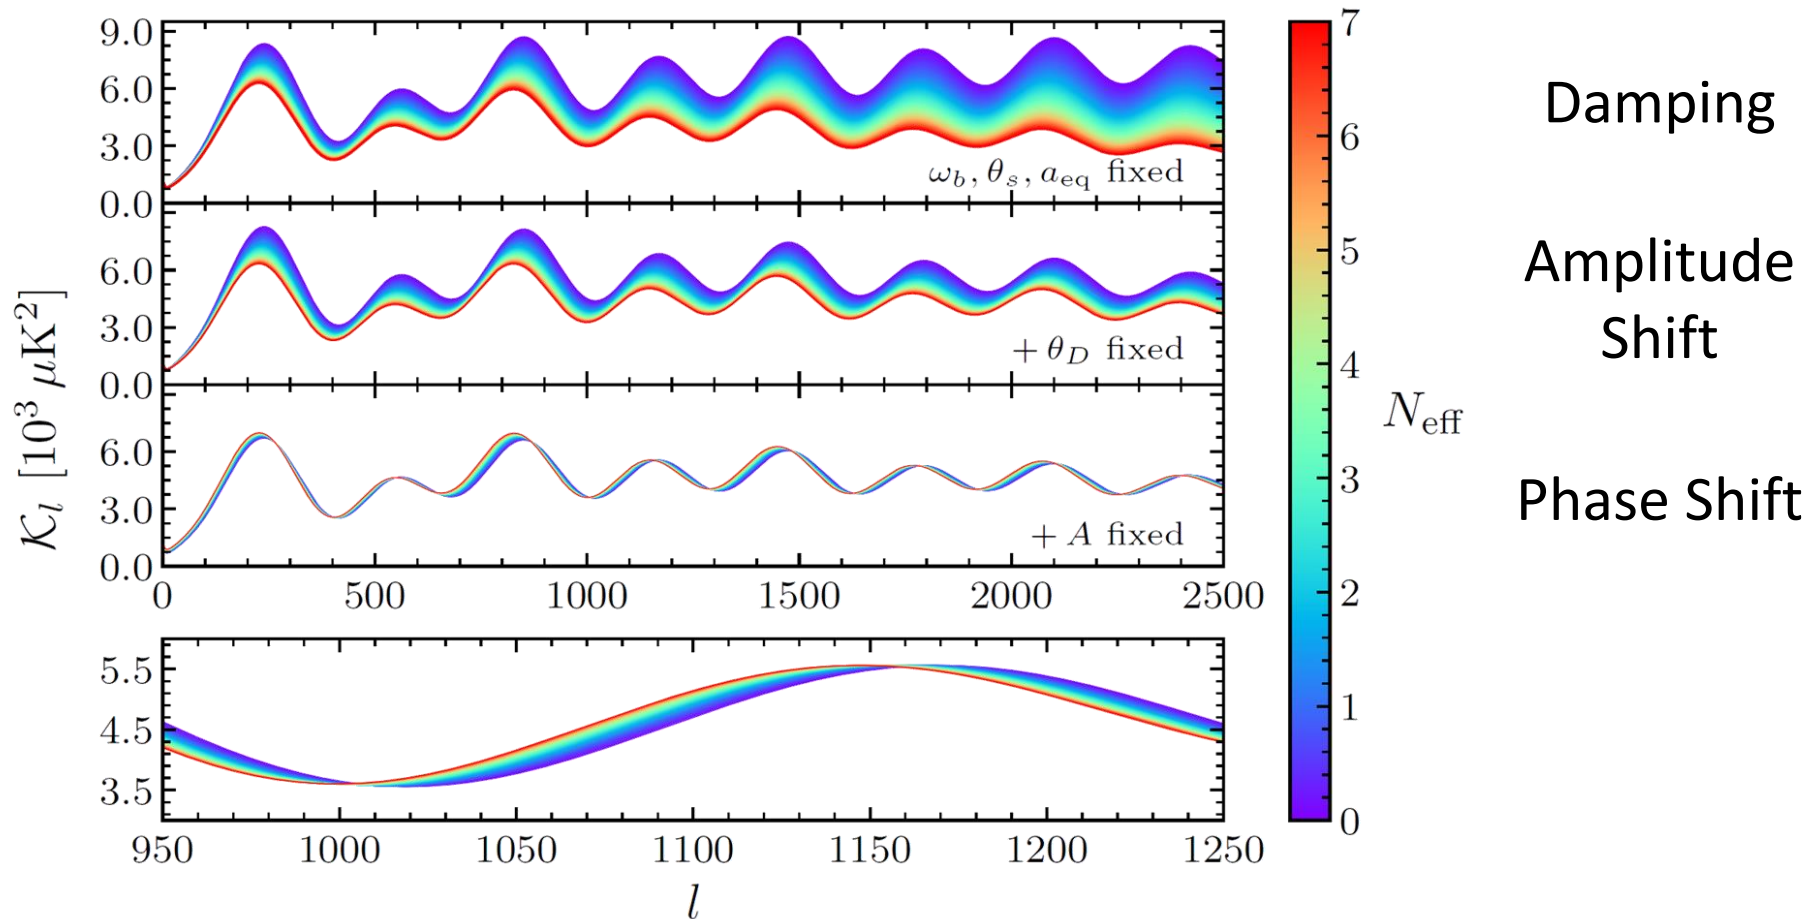 9.0
6.0
3.0
0.0
ω_b, θ_s, a_eq fixed
6.0
3.0
0.0
+ θ_D fixed
6.0
3.0
0.0
+ A fixed
0 500 1000 1500 2000 2500
5.5
4.5
3.5
950 1000 1050 1100 1150 1200 1250
l
𝒦_l [10³ μK²]
7
6
5
4
3
2
1
0
N_eff
Damping
Amplitude
Shift
Phase Shift